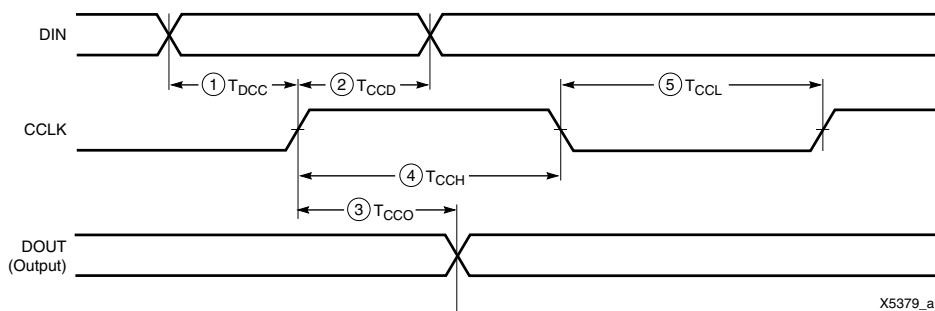 DIN
① T_DCC
② T_CCD
⑤ T_CCL
CCLK
④ T_CCH
③ T_CCO
DOUT
(Output)
X5379_a